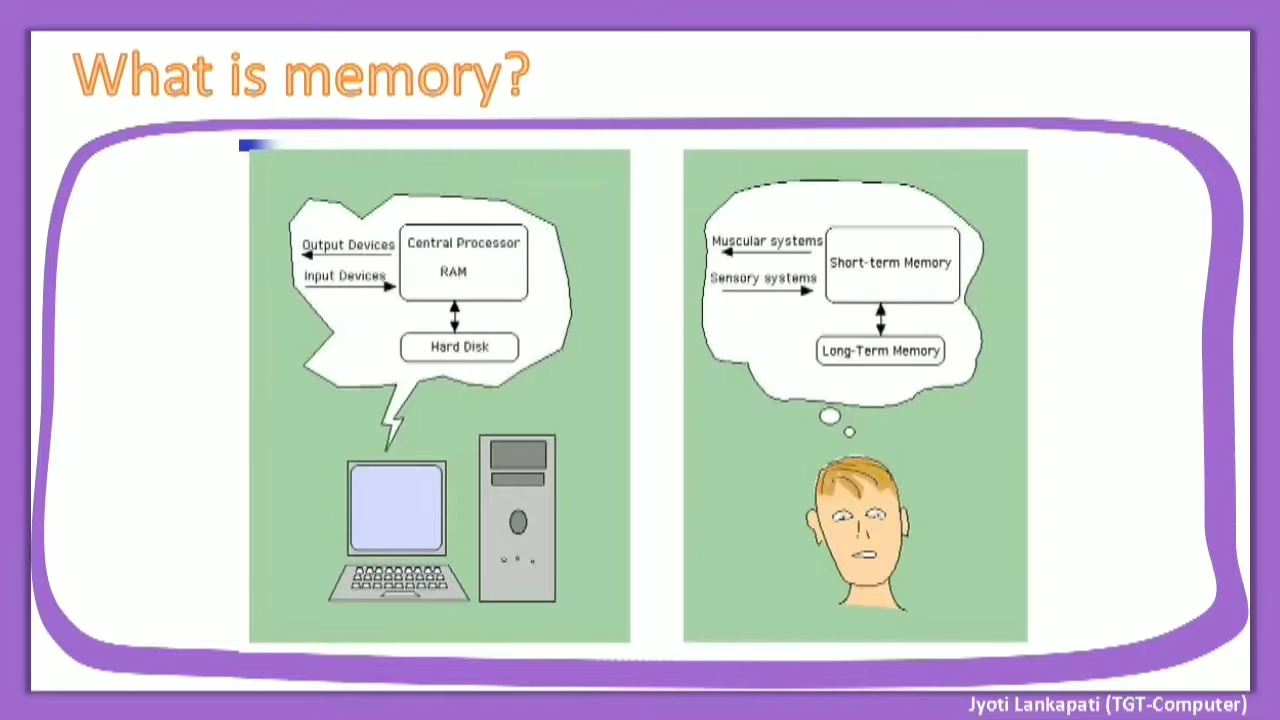 What is memory?
Output Devices
Input Devices
Central Processor
RAM
Hard Disk
Muscular systems
Sensory systems
Short-term Memory
Long-Term Memory
Jyoti Lankapati (TGT-Computer)